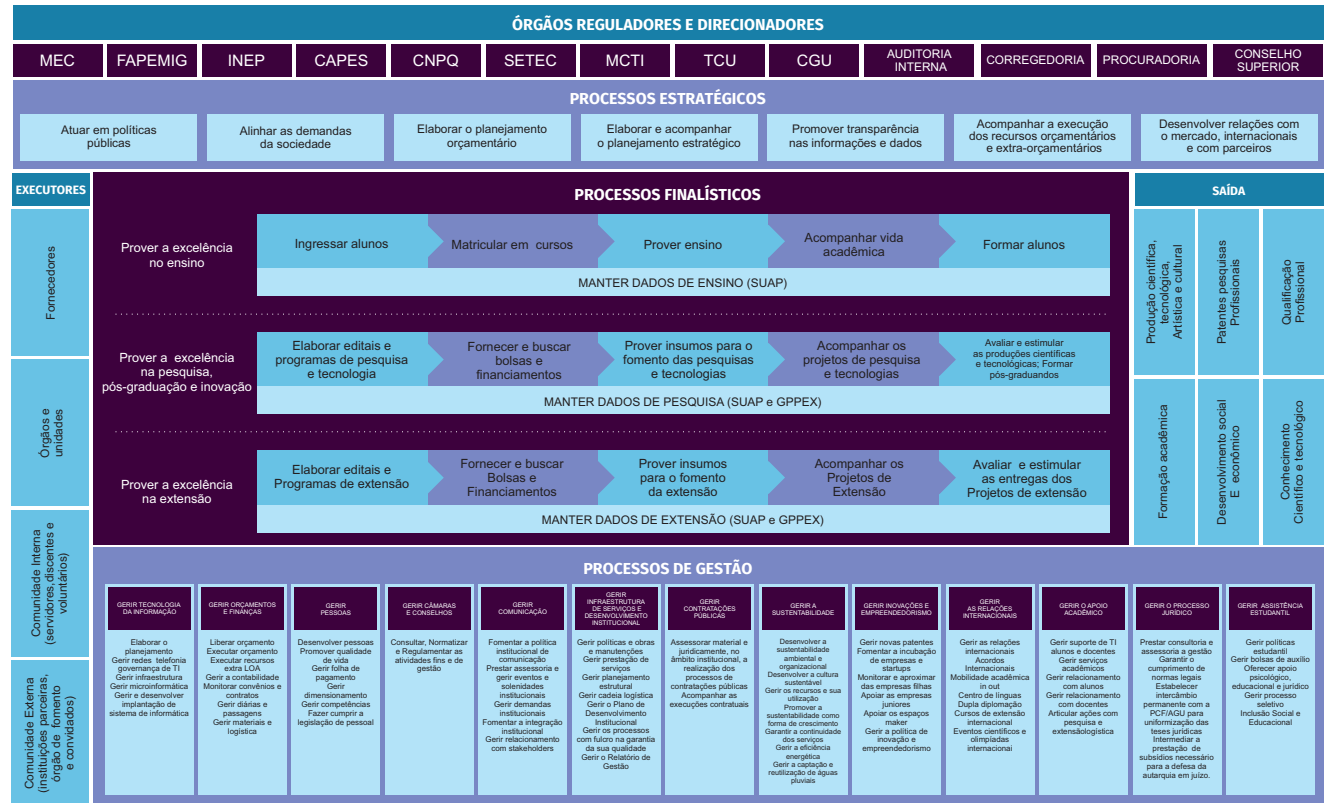 ÓRGÃOS REGULADORES E DIRECIONADORES
MEC
FAPEMIG
INEP
CAPES
CNPQ
SETEC
MCTI
TCU
CGU
AUDITORIA
INTERNA
CORREGEDORIA
PROCURADORIA
CONSELHO
SUPERIOR
PROCESSOS ESTRATÉGICOS
Atuar em políticas
públicas
Alinhar as demandas
da sociedade
Elaborar o planejamento
orçamentário
Elaborar e acompanhar
o planejamento estratégico
Promover transparência
nas informações e dados
Acompanhar a execução
dos recursos orçamentários
e extra-orçamentários
Desenvolver relações com
o mercado, internacionais
e com parceiros
EXECUTORES
Fornecedores
Órgãos e
unidades
Comunidade Interna
(servidores,discentes e
voluntários)
Comunidade Externa
(instituições parceiras,
órgão de  fomento
e convidados)
PROCESSOS FINALÍSTICOS
Prover a excelência
no ensino
Ingressar alunos
Matricular em  cursos
Prover ensino
Acompanhar vida
acadêmica
Formar alunos
MANTER DADOS DE ENSINO (SUAP)
Prover a  excelência
na pesquisa,
pós-graduação e inovação
Elaborar editais e
programas de pesquisa
e tecnologia
Fornecer e buscar
bolsas e
financiamentos
Prover insumos para o
fomento das pesquisas
e tecnologias
Acompanhar os
projetos de pesquisa
e tecnologias
Avaliar e estimular
as produções científicas
e tecnológicas; Formar
pós-graduandos
MANTER DADOS DE PESQUISA (SUAP e GPPEX)
Prover a excelência
na extensão
Elaborar editais e
Programas de extensão
Fornecer e buscar
Bolsas e
Financiamentos
Prover insumos
para o fomento
da extensão
Acompanhar os
Projetos de
Extensão
Avaliar  e estimular
as entregas dos
Projetos de extensão
MANTER DADOS DE EXTENSÃO (SUAP e GPPEX)
SAÍDA
Produção científica,
tecnológica,
Artística e cultural
Patentes pesquisas
Profissionais
Qualificação
Profissional
Formação acadêmica
Desenvolvimento social
E  econômico
Conhecimento
Científico e tecnológico
PROCESSOS DE GESTÃO
GERIR TECNOLOGIA
DA INFORMAÇÃO
Elaborar o
planejamento
Gerir redes  telefonia
governança de TI
Gerir infraestrutura
Gerir microinformática
Gerir e desenvolver
implantação de
sistema de informática
GERIR ORÇAMENTOS
E FINANÇAS
Liberar orçamento
Executar orçamento
Executar recursos
extra LOA
Gerir a contabilidade
Monitorar convênios e
contratos
Gerir diárias e
passagens
Gerir materiais e
logística
GERIR
PESSOAS
Desenvolver pessoas
Promover qualidade
de vida
Gerir folha de
pagamento
Gerir
dimensionamento
Gerir competências
Fazer cumprir a
legislação de pessoal
GERIR CÂMARAS
E CONSELHOS
Consultar, Normatizar
e Regulamentar as
atividades fins e de
gestão
GERIR
COMUNICAÇÃO
Fomentar a política
institucional de
comunicação
Prestar assessoria e
gerir eventos e
solenidades
institucionais
Gerir demandas
institucionais
Fomentar a integração
institucional
Gerir relacionamento
com stakeholders
GERIR
INFRAESTRUTURA
DE SERVIÇOS E
DESENVOLVIMENTO
INSTITUCIONAL
Gerir políticas e obras
e manutenções
Gerir prestação de
serviços
Gerir planejamento
estrutural
Gerir cadeia logística
Gerir o Plano de
Desenvolvimento
Institucional
Gerir os processos
com fulcro na garantia
da sua qualidade
Gerir o Relatório de
Gestão
GERIR
CONTRATAÇÕES
PÚBLICAS
Assessorar material e
juridicamente, no
âmbito institucional, a
realização dos
processos de
contratações públicas
Acompanhar as
execuções contratuais
GERIR A
SUSTENTABILIDADE
Desenvolver a
sustentabilidade
ambiental e
organizacional
Desenvolver a cultura
sustentável
Gerir os recursos e sua
utilização
Promover a
sustentabilidade como
forma de crescimento
Garantir a continuidade
dos serviços
Gerir a eficiência
energética
Gerir a captação e
reutilização de águas
pluviais
GERIR INOVAÇÕES E
EMPREENDEDORISMO
Gerir novas patentes
Fomentar a incubação
de empresas e
startups
Monitorar e aproximar
das empresas filhas
Apoiar as empresas
juniores
Apoiar os espaços
maker
Gerir a política de
inovação e
empreendedorismo
GERIR
AS RELAÇÕES
INTERNACIONAIS
Gerir as relações
internacionais
Acordos
Internacionais
Mobilidade acadêmica
in out
Centro de línguas
Dupla diplomação
Cursos de extensão
internacional
Eventos científicos e
olimpíadas
internacional
GERIR O APOIO
ACADÊMICO
Gerir suporte de TI
alunos e docentes
Gerir serviços
acadêmicos
Gerir relacionamento
com alunos
Gerir relacionamento
com docentes
Articular ações com
pesquisa e
extensãologística
GERIR O PROCESSO
JURÍDICO
Prestar consultoria e
assessoria a gestão
Garantir o
cumprimento de
normas legais
Estabelecer
intercâmbio
permanente com a
PCF/AGU para
uniformização das
teses jurídicas
Intermediar a
prestação de
subsídios necessário
para a defesa da
autarquia em juízo.
GERIR  ASSISTÊNCIA
ESTUDANTIL
Gerir políticas
estudantil
Gerir bolsas de auxílio
Oferecer apoio
psicológico,
educacional e jurídico
Gerir processo
seletivo
Inclusão Social e
Educacional